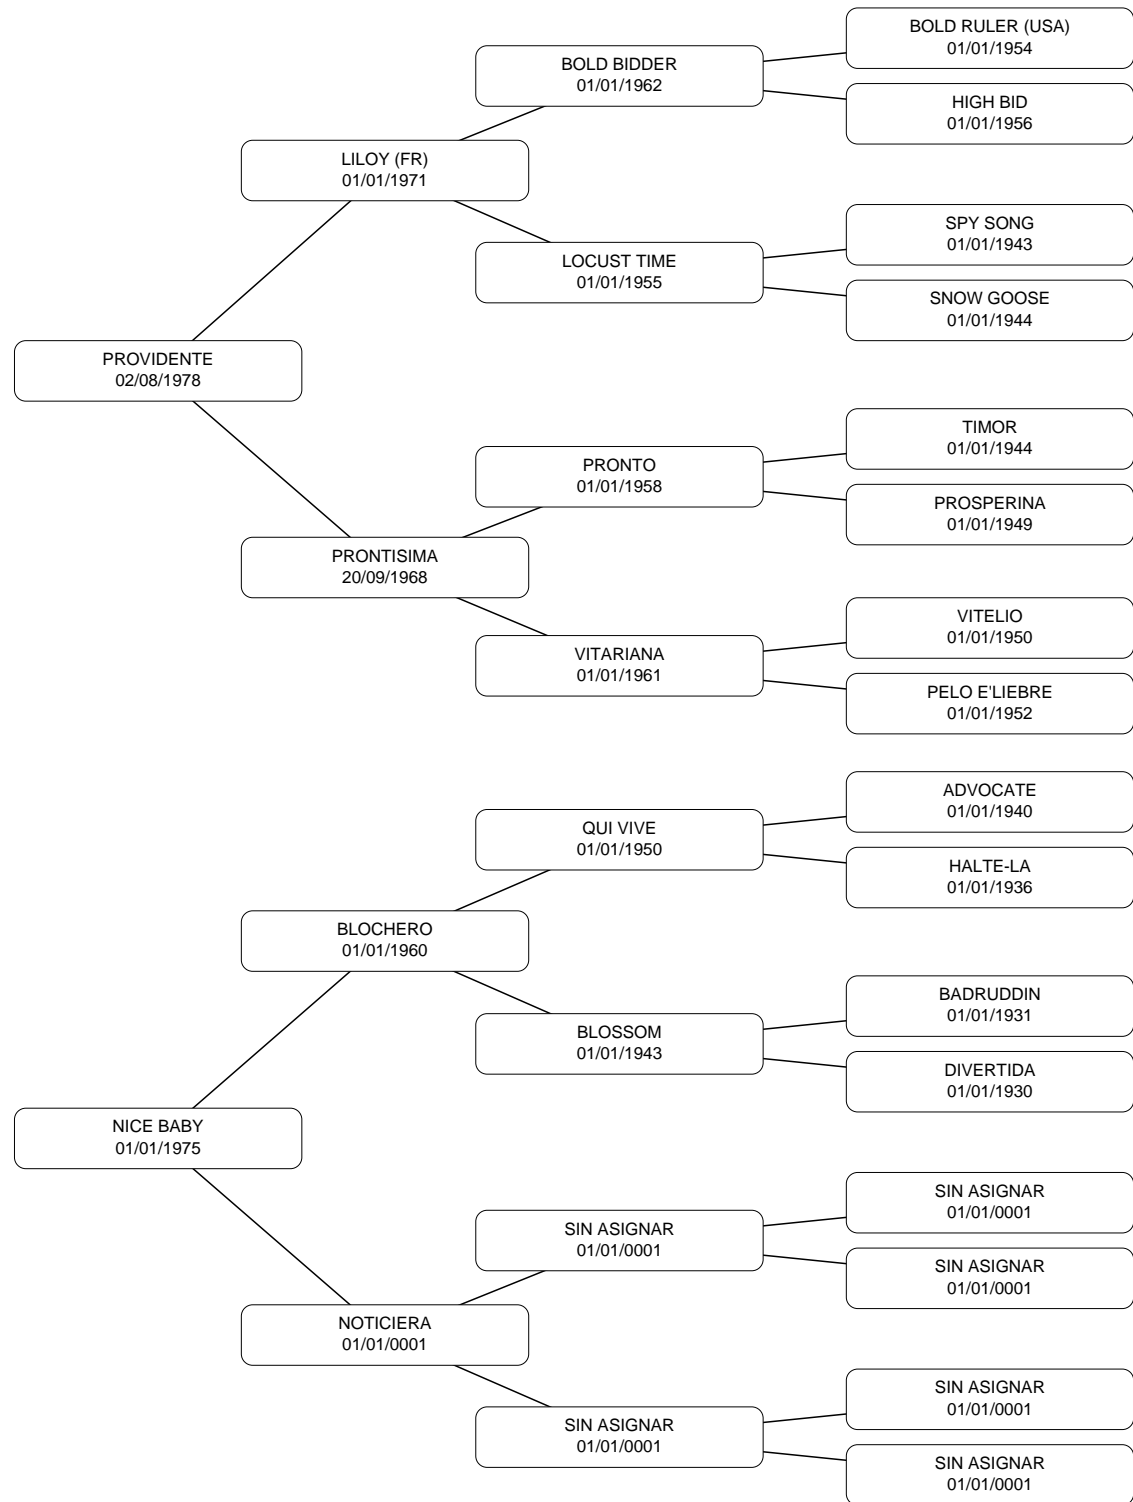 BOLD RULER (USA)
01/01/1954
BOLD BIDDER
01/01/1962
HIGH BID
01/01/1956
LILOY (FR)
01/01/1971
SPY SONG
01/01/1943
LOCUST TIME
01/01/1955
SNOW GOOSE
01/01/1944
PROVIDENTE
02/08/1978
TIMOR
01/01/1944
PRONTO
01/01/1958
PROSPERINA
01/01/1949
PRONTISIMA
20/09/1968
VITELIO
01/01/1950
VITARIANA
01/01/1961
PELO E'LIEBRE
01/01/1952
ADVOCATE
01/01/1940
QUI VIVE
01/01/1950
HALTE-LA
01/01/1936
BLOCHERO
01/01/1960
BADRUDDIN
01/01/1931
BLOSSOM
01/01/1943
DIVERTIDA
01/01/1930
NICE BABY
01/01/1975
SIN ASIGNAR
01/01/0001
SIN ASIGNAR
01/01/0001
SIN ASIGNAR
01/01/0001
NOTICIERA
01/01/0001
SIN ASIGNAR
01/01/0001
SIN ASIGNAR
01/01/0001
SIN ASIGNAR
01/01/0001